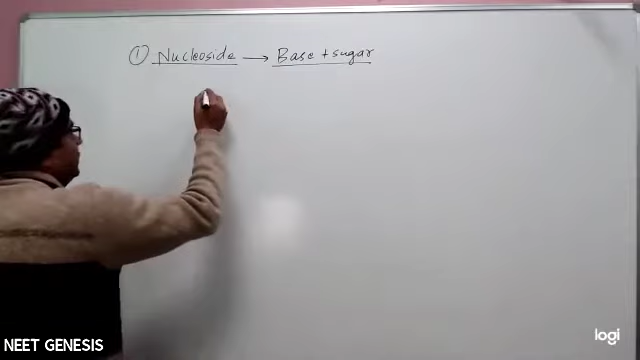 ① Nucleoside → Base + sugar
NEET GENESIS
logi